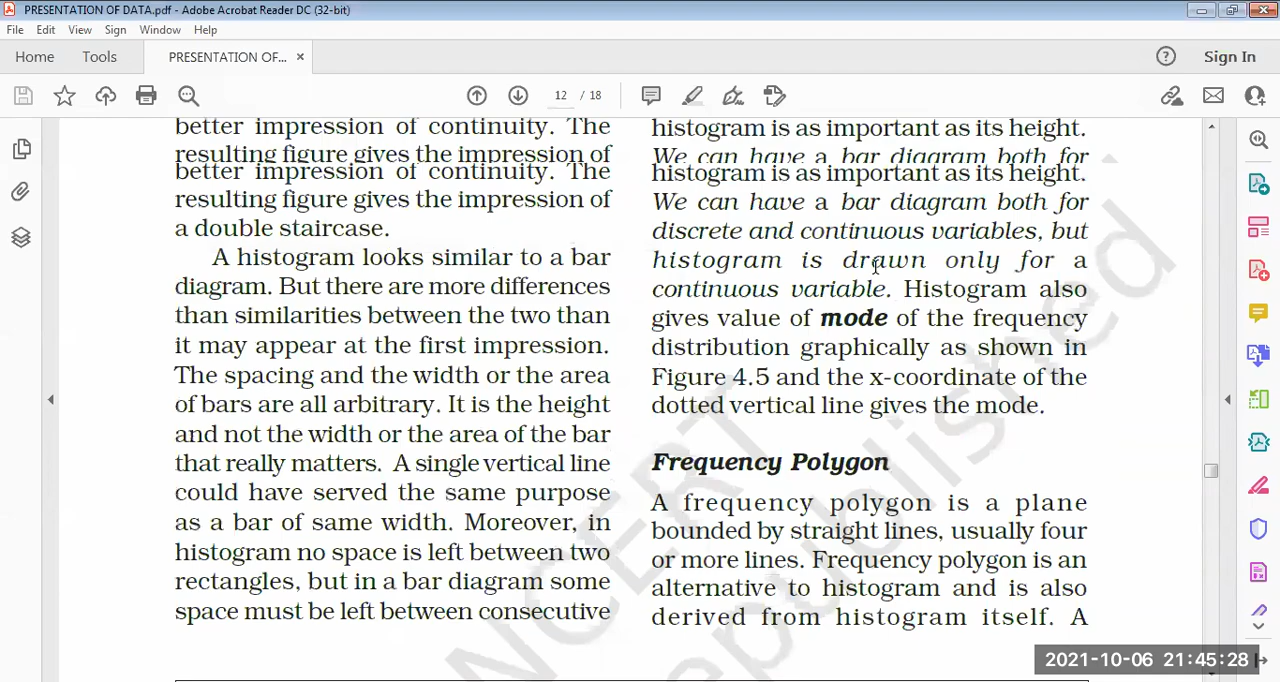 PRESENTATION OF DATA.pdf - Adobe Acrobat Reader DC (32-bit)
File Edit View Sign Window Help
Home Tools PRESENTATION OF... × ? Sign In
12 / 18
better impression of continuity. The
resulting figure gives the impression of
better impression of continuity. The
resulting figure gives the impression of
a double staircase.
A histogram looks similar to a bar
diagram. But there are more differences
than similarities between the two than
it may appear at the first impression.
The spacing and the width or the area
of bars are all arbitrary. It is the height
and not the width or the area of the bar
that really matters. A single vertical line
could have served the same purpose
as a bar of same width. Moreover, in
histogram no space is left between two
rectangles, but in a bar diagram some
space must be left between consecutive
histogram is as important as its height.
We can have a bar diagram both for
histogram is as important as its height.
We can have a bar diagram both for
discrete and continuous variables, but
histogram is drawn only for a
continuous variable. Histogram also
gives value of mode of the frequency
distribution graphically as shown in
Figure 4.5 and the x-coordinate of the
dotted vertical line gives the mode.
Frequency Polygon
A frequency polygon is a plane
bounded by straight lines, usually four
or more lines. Frequency polygon is an
alternative to histogram and is also
derived from histogram itself. A
NCERT
republished
2021-10-06 21:45:28